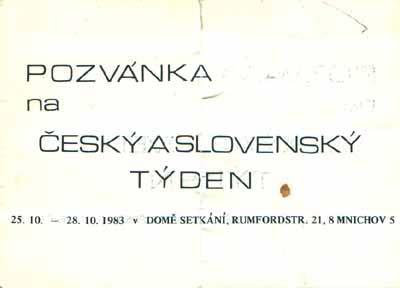 POZVÁNKA
na
ČESKÝ A SLOVENSKÝ
TÝDEN
25. 10. – 28. 10. 1983 v DOMĚ SETKÁNÍ, RUMFORDSTR. 21, 8 MNICHOV 5